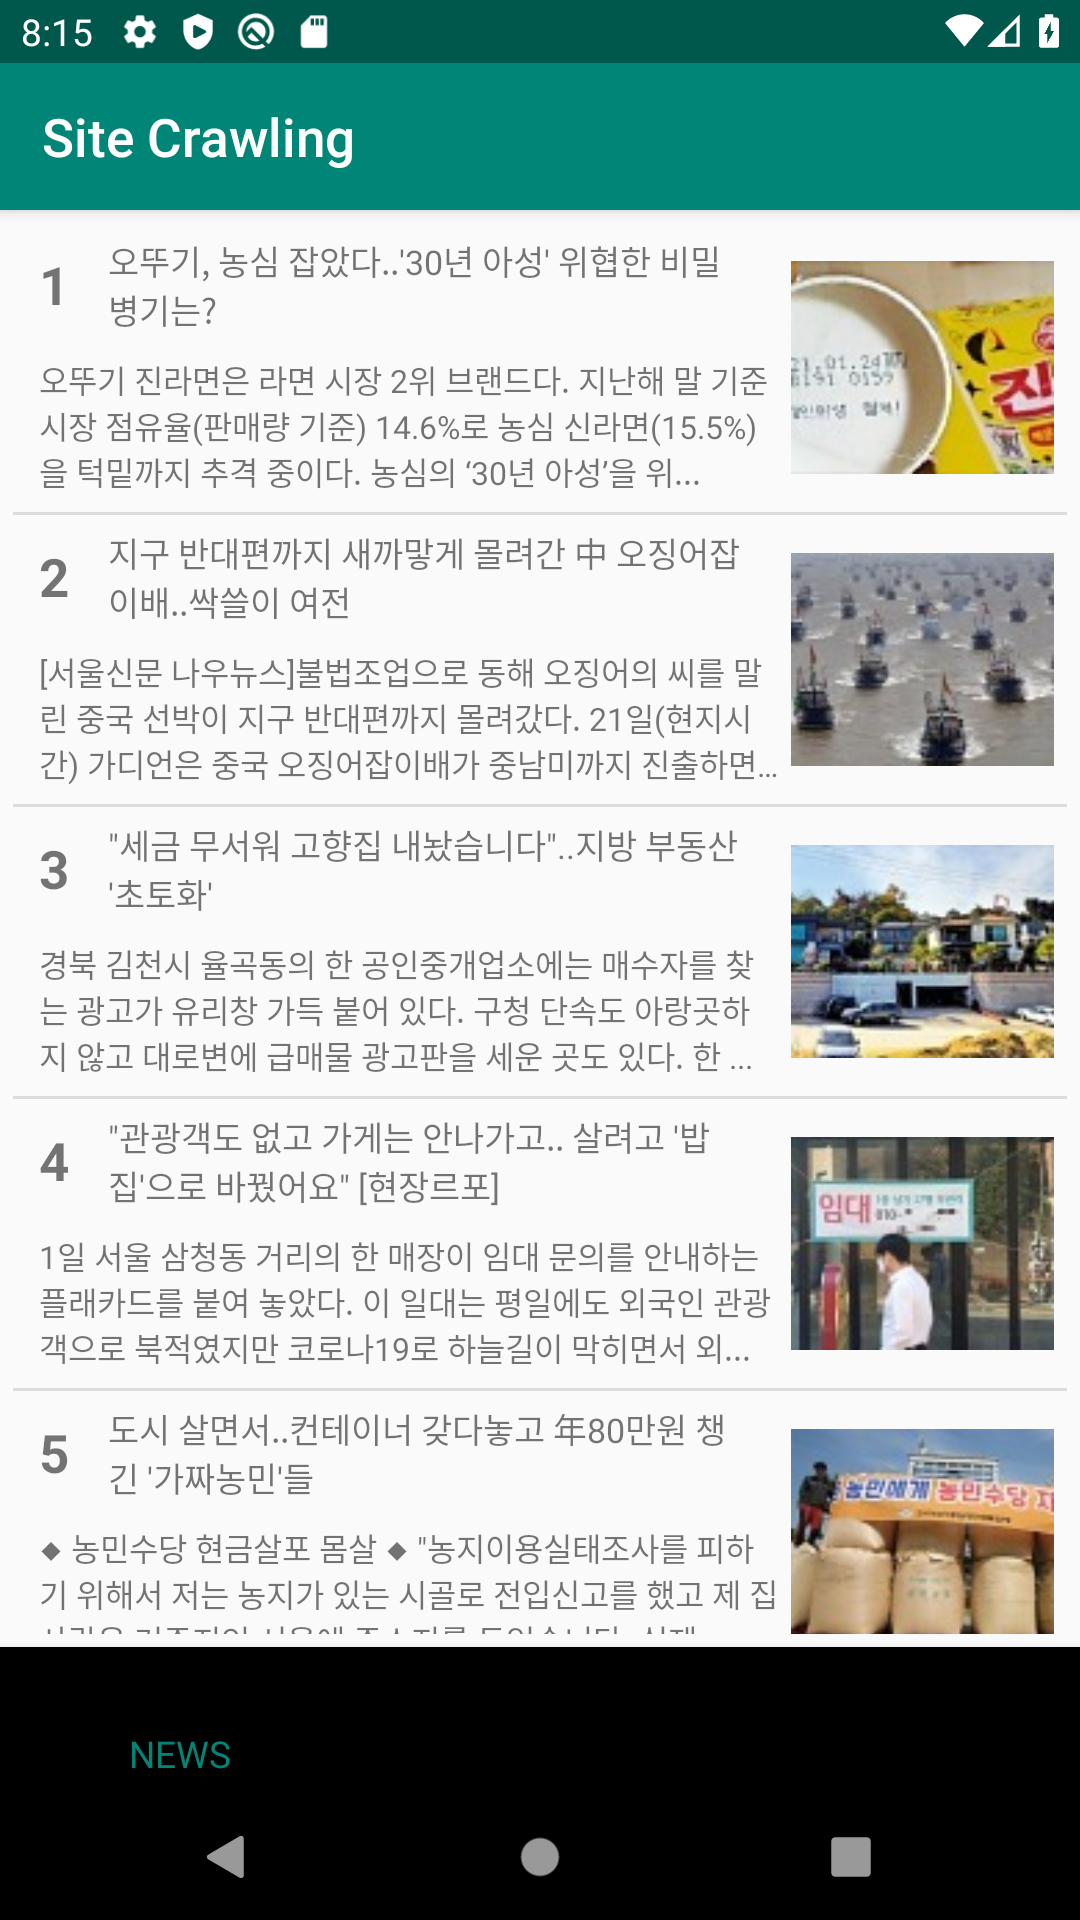 8:15
Site Crawling
1
오뚜기, 농심 잡았다..'30년 아성' 위협한 비밀
병기는?
오뚜기 진라면은 라면 시장 2위 브랜드다. 지난해 말 기준
시장 점유율(판매량 기준) 14.6%로 농심 신라면(15.5%)
을 턱밑까지 추격 중이다. 농심의 ‘30년 아성’을 위...
2
지구 반대편까지 새까맣게 몰려간 中 오징어잡
이배..싹쓸이 여전
[서울신문 나우뉴스]불법조업으로 동해 오징어의 씨를 말
린 중국 선박이 지구 반대편까지 몰려갔다. 21일(현지시
간) 가디언은 중국 오징어잡이배가 중남미까지 진출하면...
3
"세금 무서워 고향집 내놨습니다"..지방 부동산
'초토화'
경북 김천시 율곡동의 한 공인중개업소에는 매수자를 찾
는 광고가 유리창 가득 붙어 있다. 구청 단속도 아랑곳하
지 않고 대로변에 급매물 광고판을 세운 곳도 있다. 한 ...
4
"관광객도 없고 가게는 안나가고.. 살려고 '밥
집'으로 바꿨어요" [현장르포]
1일 서울 삼청동 거리의 한 매장이 임대 문의를 안내하는
플래카드를 붙여 놓았다. 이 일대는 평일에도 외국인 관광
객으로 북적였지만 코로나19로 하늘길이 막히면서 외...
임대
5
도시 살면서..컨테이너 갖다놓고 年80만원 챙
긴 '가짜농민'들
◆ 농민수당 현금살포 몸살 ◆ "농지이용실태조사를 피하
기 위해서 저는 농지가 있는 시골로 전입신고를 했고 제 집
농민에게 농민수당
NEWS